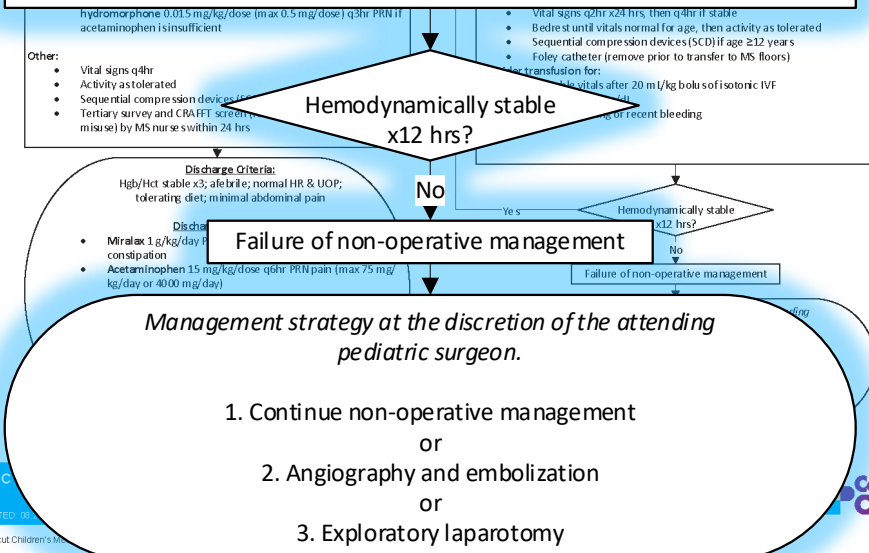 hydromorphone 0.015 mg/kg/dose (max 0.5 mg/dose) q3hr PRN if
acetaminophen is insufficient
Other:
• Vital signs q4hr
• Activity as tolerated
• Sequential compression devices
• Tertiary survey and CRAFFT screen
misuse) by MS nurses within 24 hrs
• Vital signs q2hr x24 hrs, then q4hr if stable
• Bedrest until vitals normal for age, then activity as tolerated
• Sequential compression devices (SCD) if age ≥12 years
• Foley catheter (remove prior to transfer to MS floors)
transfusion for:
vitals after 20 mL/kg bolus of isotonic IVF
or recent bleeding
Hemodynamically stable
x12 hrs?
No
Failure of non-operative management
Management strategy at the discretion of the attending
pediatric surgeon.
1. Continue non-operative management
or
2. Angiography and embolization
or
3. Exploratory laparotomy
Discharge Criteria:
Hgb/Hct stable x3; afebrile; normal HR & UOP;
tolerating diet; minimal abdominal pain
• Miralax 1 g/kg/day
constipation
• Acetaminophen 15 mg/kg/dose q6hr PRN pain (max 75 mg/
kg/day or 4000 mg/day)
Yes
Hemodynamically stable
x12 hrs?
No
Failure of non-operative management
Children's